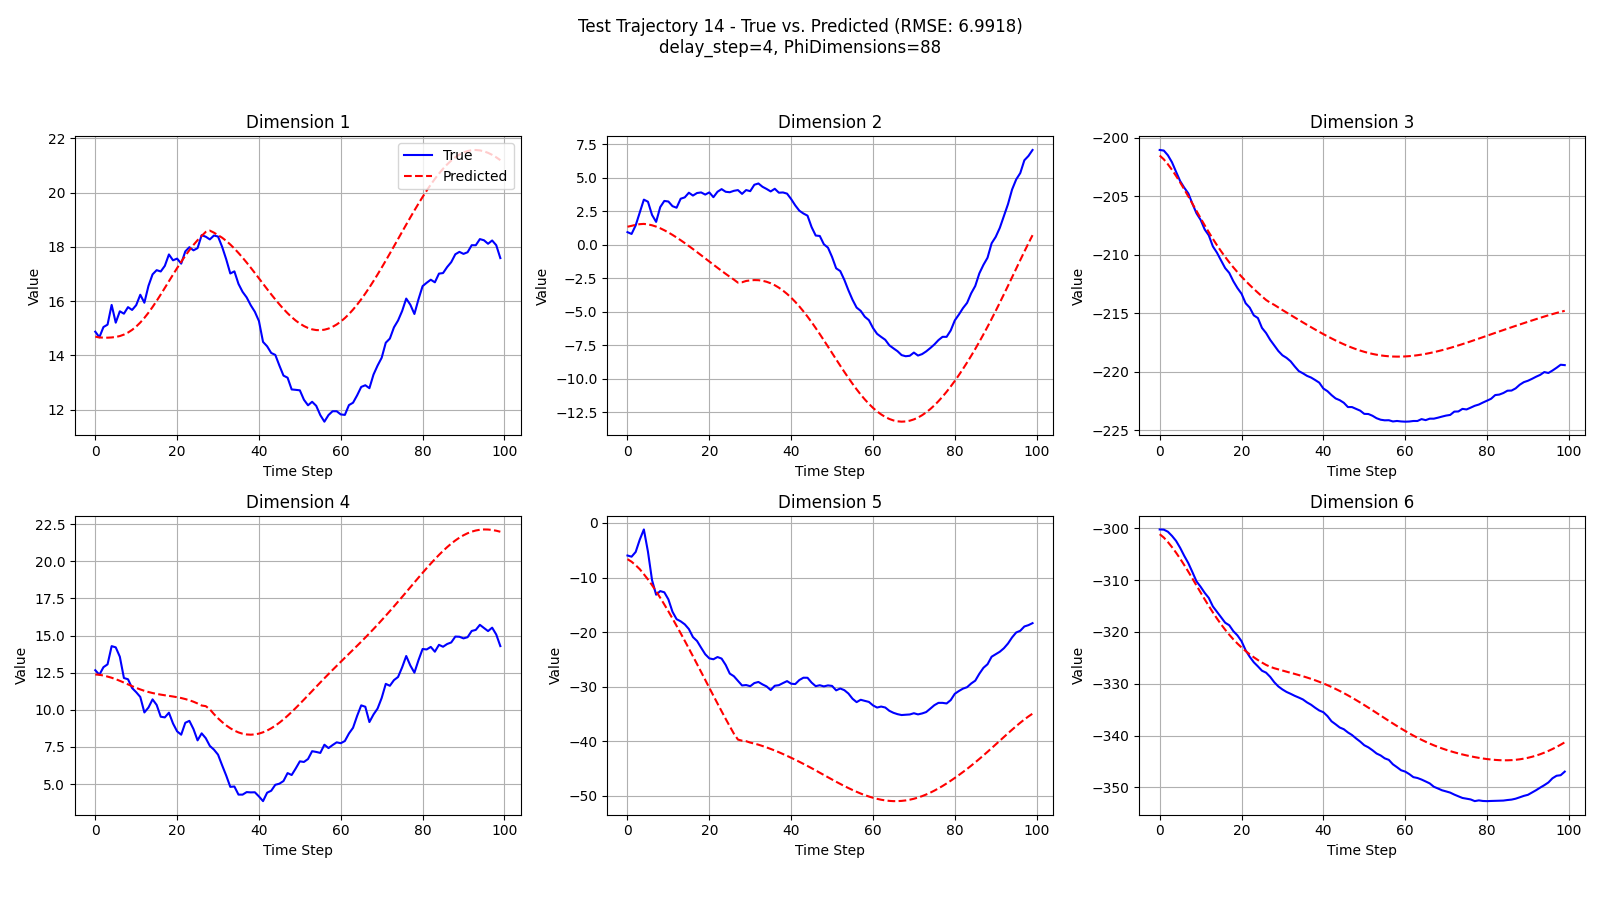 Test Trajectory 14 - True vs. Predicted (RMSE: 6.9918)
delay_step=4, PhiDimensions=88
Dimension 1
True
Predicted
22
20
18
16
14
12
Value
0 20 40 60 80 100
Time Step
Dimension 2
7.5
5.0
2.5
0.0
−2.5
−5.0
−7.5
−10.0
−12.5
Value
0 20 40 60 80 100
Time Step
Dimension 3
−200
−205
−210
−215
−220
−225
Value
0 20 40 60 80 100
Time Step
Dimension 4
22.5
20.0
17.5
15.0
12.5
10.0
7.5
5.0
Value
0 20 40 60 80 100
Time Step
Dimension 5
0
−10
−20
−30
−40
−50
Value
0 20 40 60 80 100
Time Step
Dimension 6
−300
−310
−320
−330
−340
−350
Value
0 20 40 60 80 100
Time Step